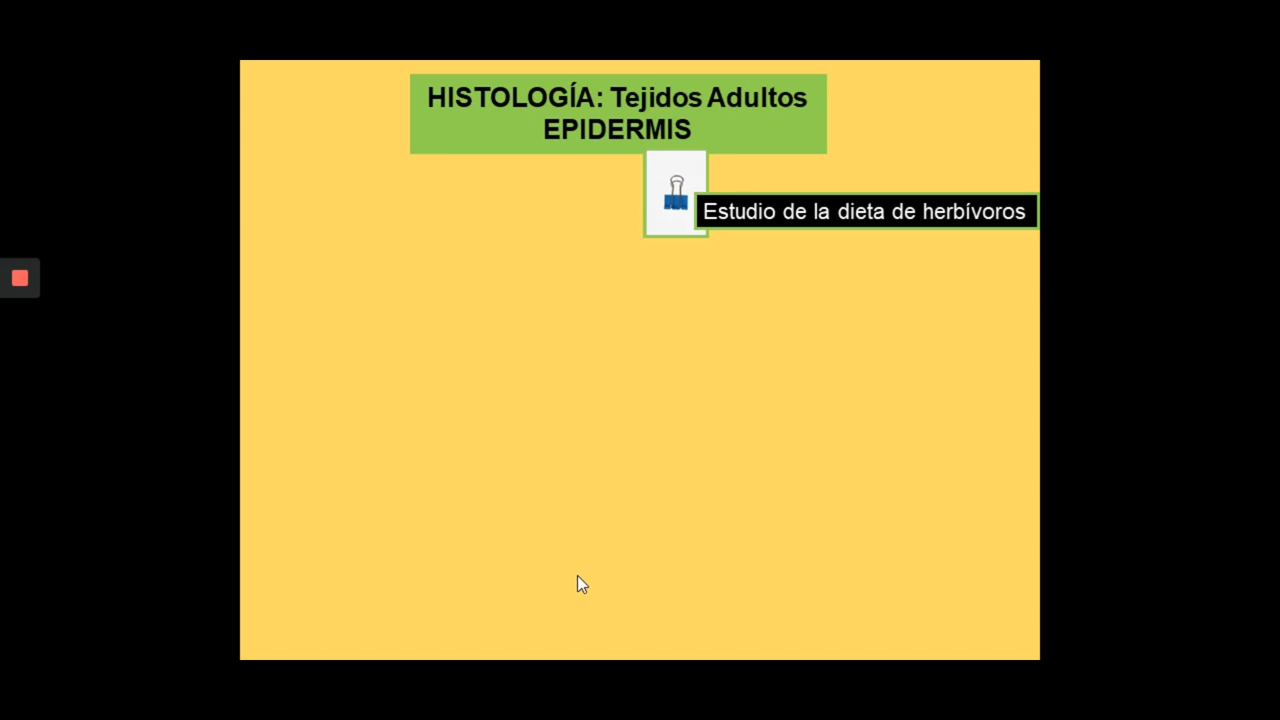 HISTOLOGÍA: Tejidos Adultos
EPIDERMIS
Estudio de la dieta de herbívoros